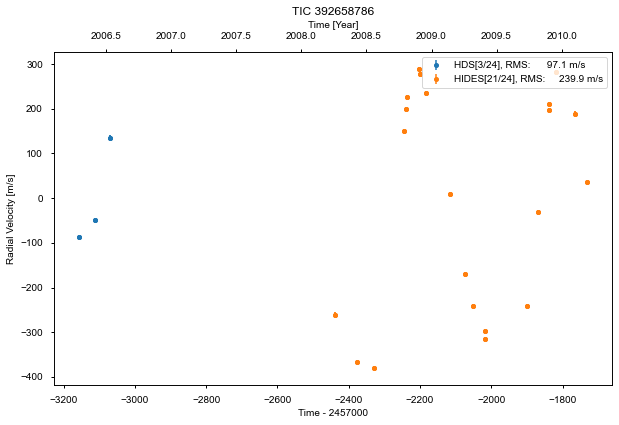 TIC 392658786
Time [Year]
2006.5 2007.0 2007.5 2008.0 2008.5 2009.0 2009.5 2010.0
HDS[3/24], RMS: 97.1 m/s
HIDES[21/24], RMS: 239.9 m/s
300
200
100
0
−100
−200
−300
−400
Radial Velocity [m/s]
−3200 −3000 −2800 −2600 −2400 −2200 −2000 −1800
Time - 2457000